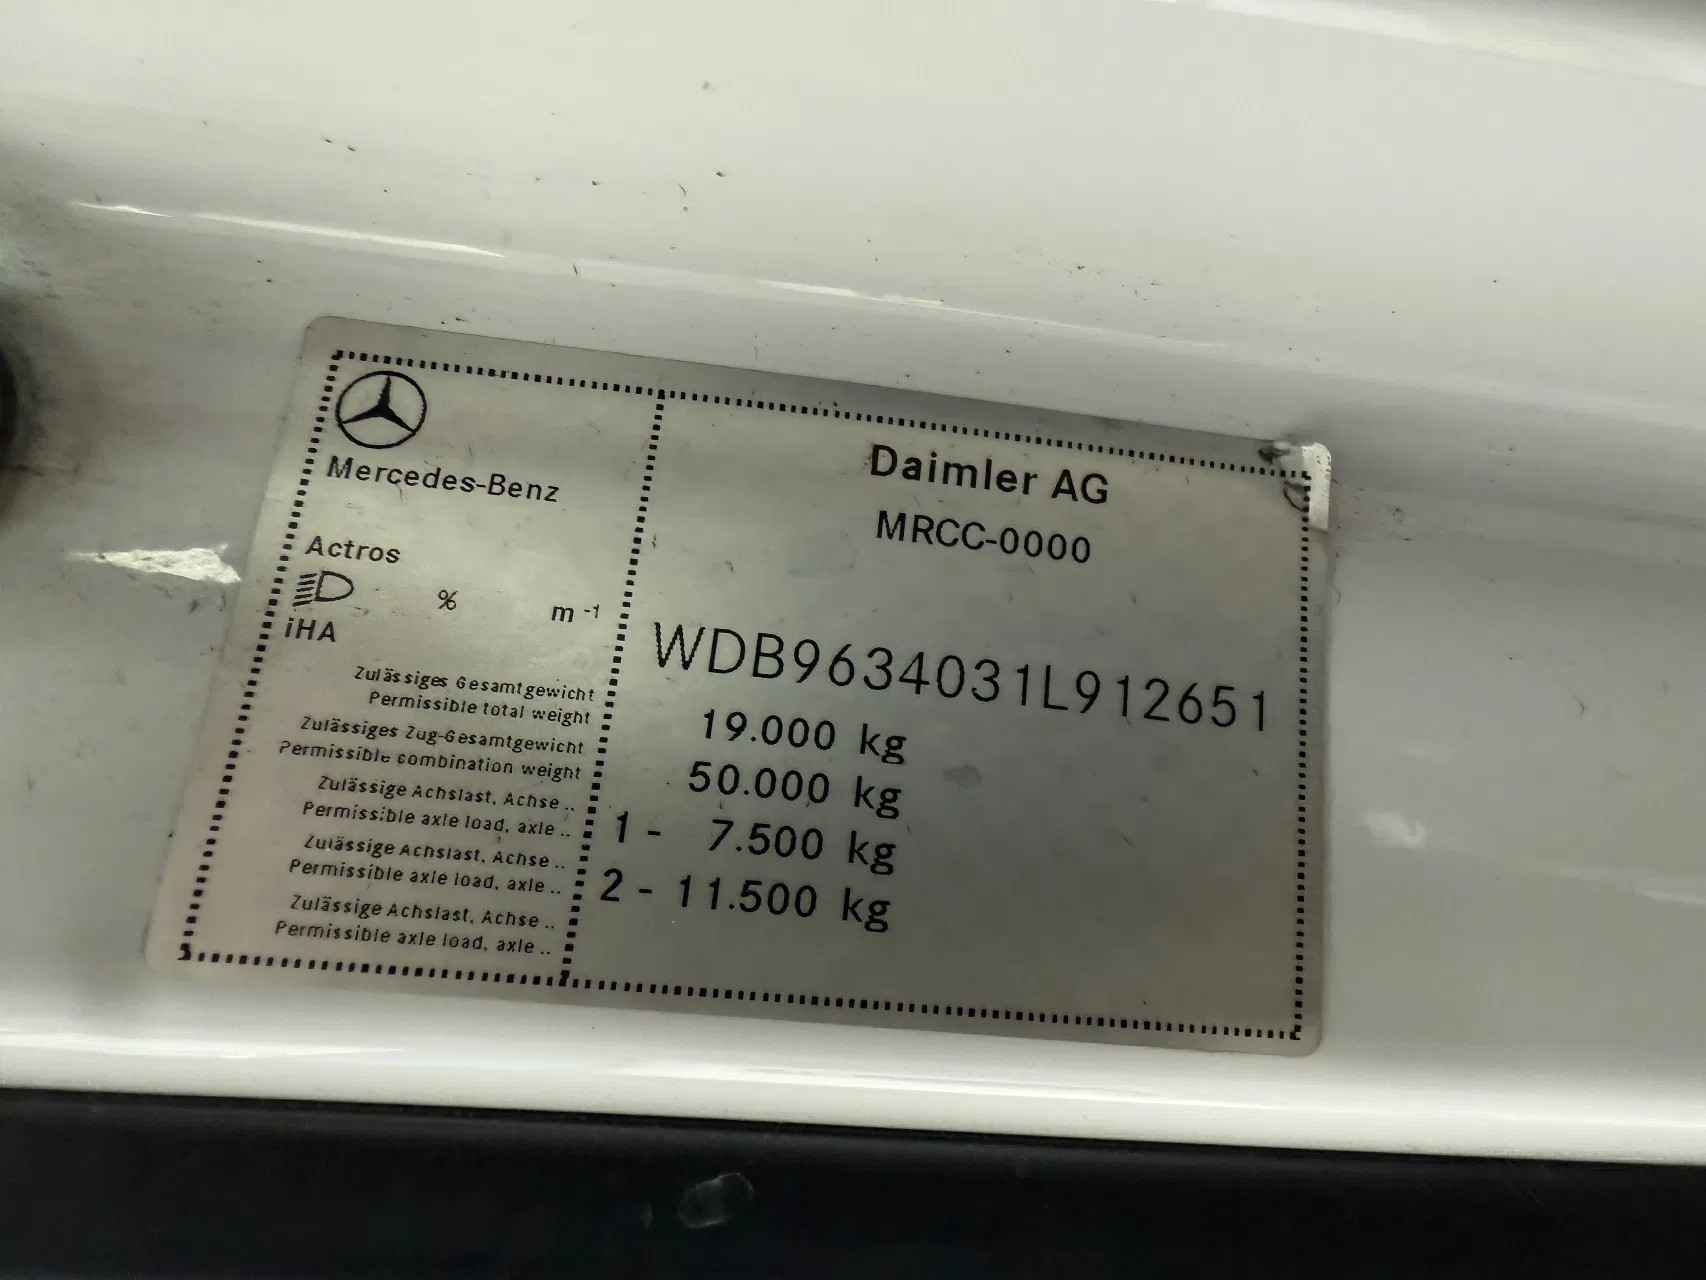 Mercedes-Benz
Actros
% m⁻¹
iHA
Daimler AG
MRCC-0000
WDB9634031L912651
Zulässiges Gesamtgewicht
Permissible total weight
19.000 kg
Zulässiges Zug-Gesamtgewicht
Permissible combination weight
50.000 kg
Zulässige Achslast, Achse ..
Permissible axle load, axle ..
1 - 7.500 kg
Zulässige Achslast, Achse ..
Permissible axle load, axle ..
2 - 11.500 kg
Zulässige Achslast, Achse ..
Permissible axle load, axle ..